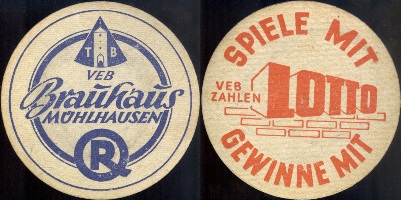 T B
VEB
Brauhaus
MÜHLHAUSEN
R
SPIELE MIT
VEB
ZAHLEN LOTTO
GEWINNE MIT